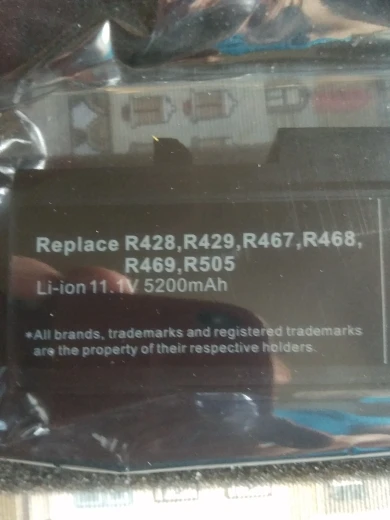 Replace R428,R429,R467,R468,
R469,R505
Li-ion 11.1V 5200mAh
*All brands, trademarks and registered trademarks
are the property of their respective holders.